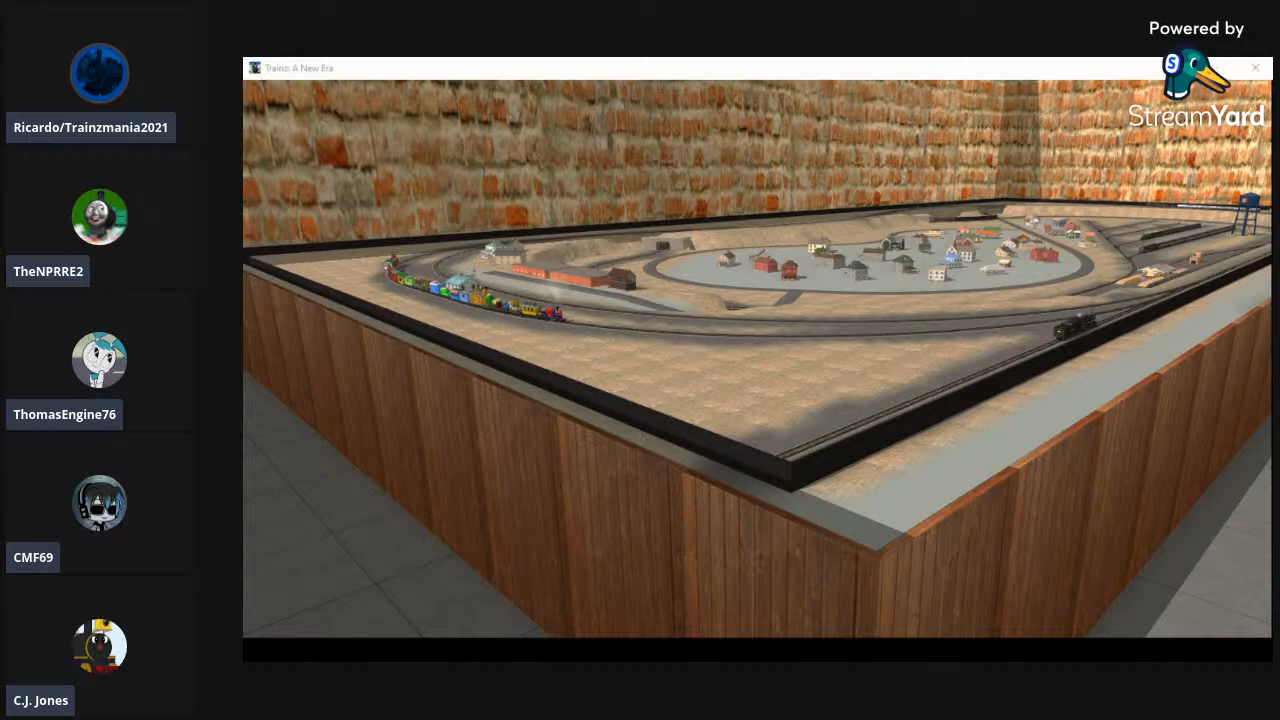 Powered by
StreamYard
Trainz: A New Era
Ricardo/Trainzmania2021
TheNPRRE2
ThomasEngine76
CMF69
C.J. Jones